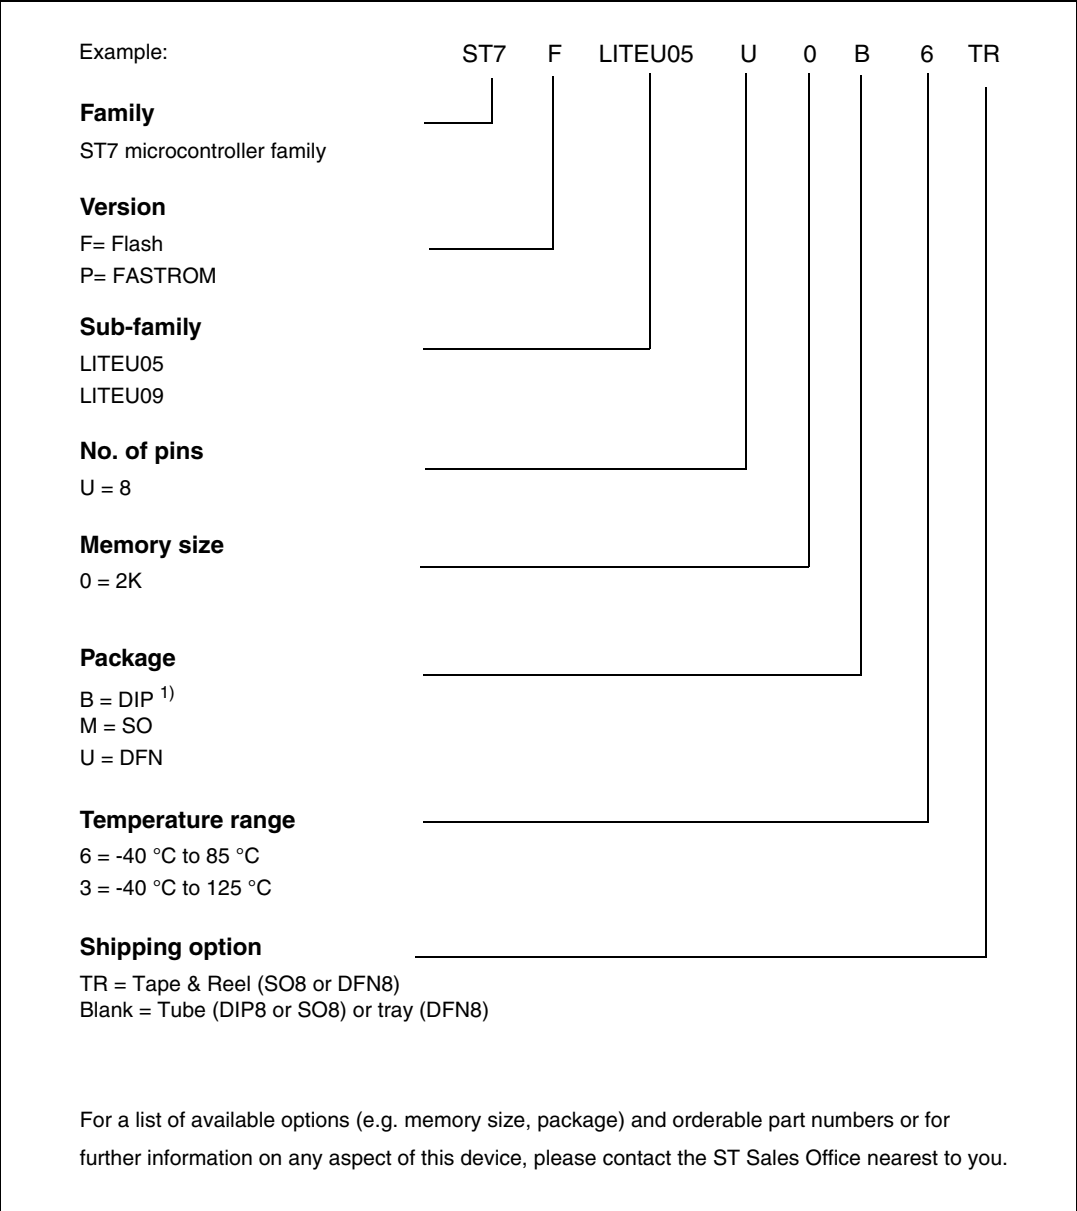 Example: ST7 F LITEU05 U 0 B 6 TR
Family
ST7 microcontroller family
Version
F= Flash
P= FASTROM
Sub-family
LITEU05
LITEU09
No. of pins
U = 8
Memory size
0 = 2K
Package
B = DIP 1)
M = SO
U = DFN
Temperature range
6 = -40 °C to 85 °C
3 = -40 °C to 125 °C
Shipping option
TR = Tape & Reel (SO8 or DFN8)
Blank = Tube (DIP8 or SO8) or tray (DFN8)
For a list of available options (e.g. memory size, package) and orderable part numbers or for
further information on any aspect of this device, please contact the ST Sales Office nearest to you.